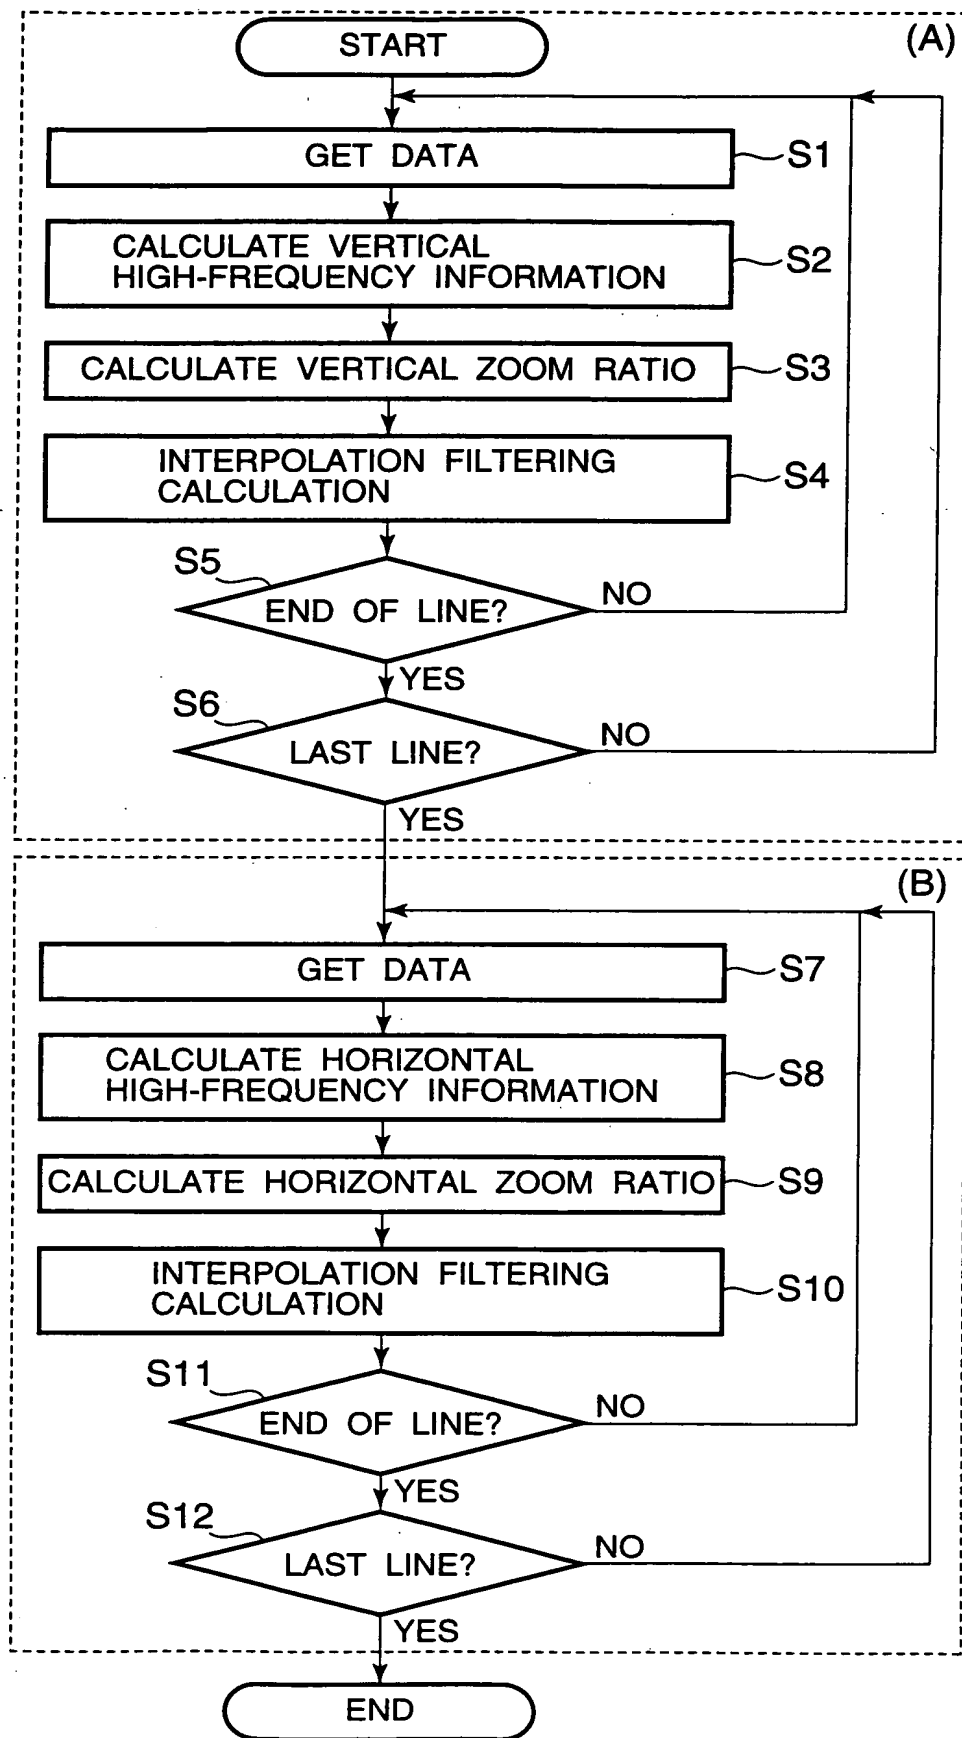 (A)
START
GET DATA
S1
CALCULATE VERTICAL
HIGH-FREQUENCY INFORMATION
S2
CALCULATE VERTICAL ZOOM RATIO
S3
INTERPOLATION FILTERING
CALCULATION
S4
S5
END OF LINE?
NO
YES
S6
LAST LINE?
NO
YES
(B)
GET DATA
S7
CALCULATE HORIZONTAL
HIGH-FREQUENCY INFORMATION
S8
CALCULATE HORIZONTAL ZOOM RATIO
S9
INTERPOLATION FILTERING
CALCULATION
S10
S11
END OF LINE?
NO
YES
S12
LAST LINE?
NO
YES
END